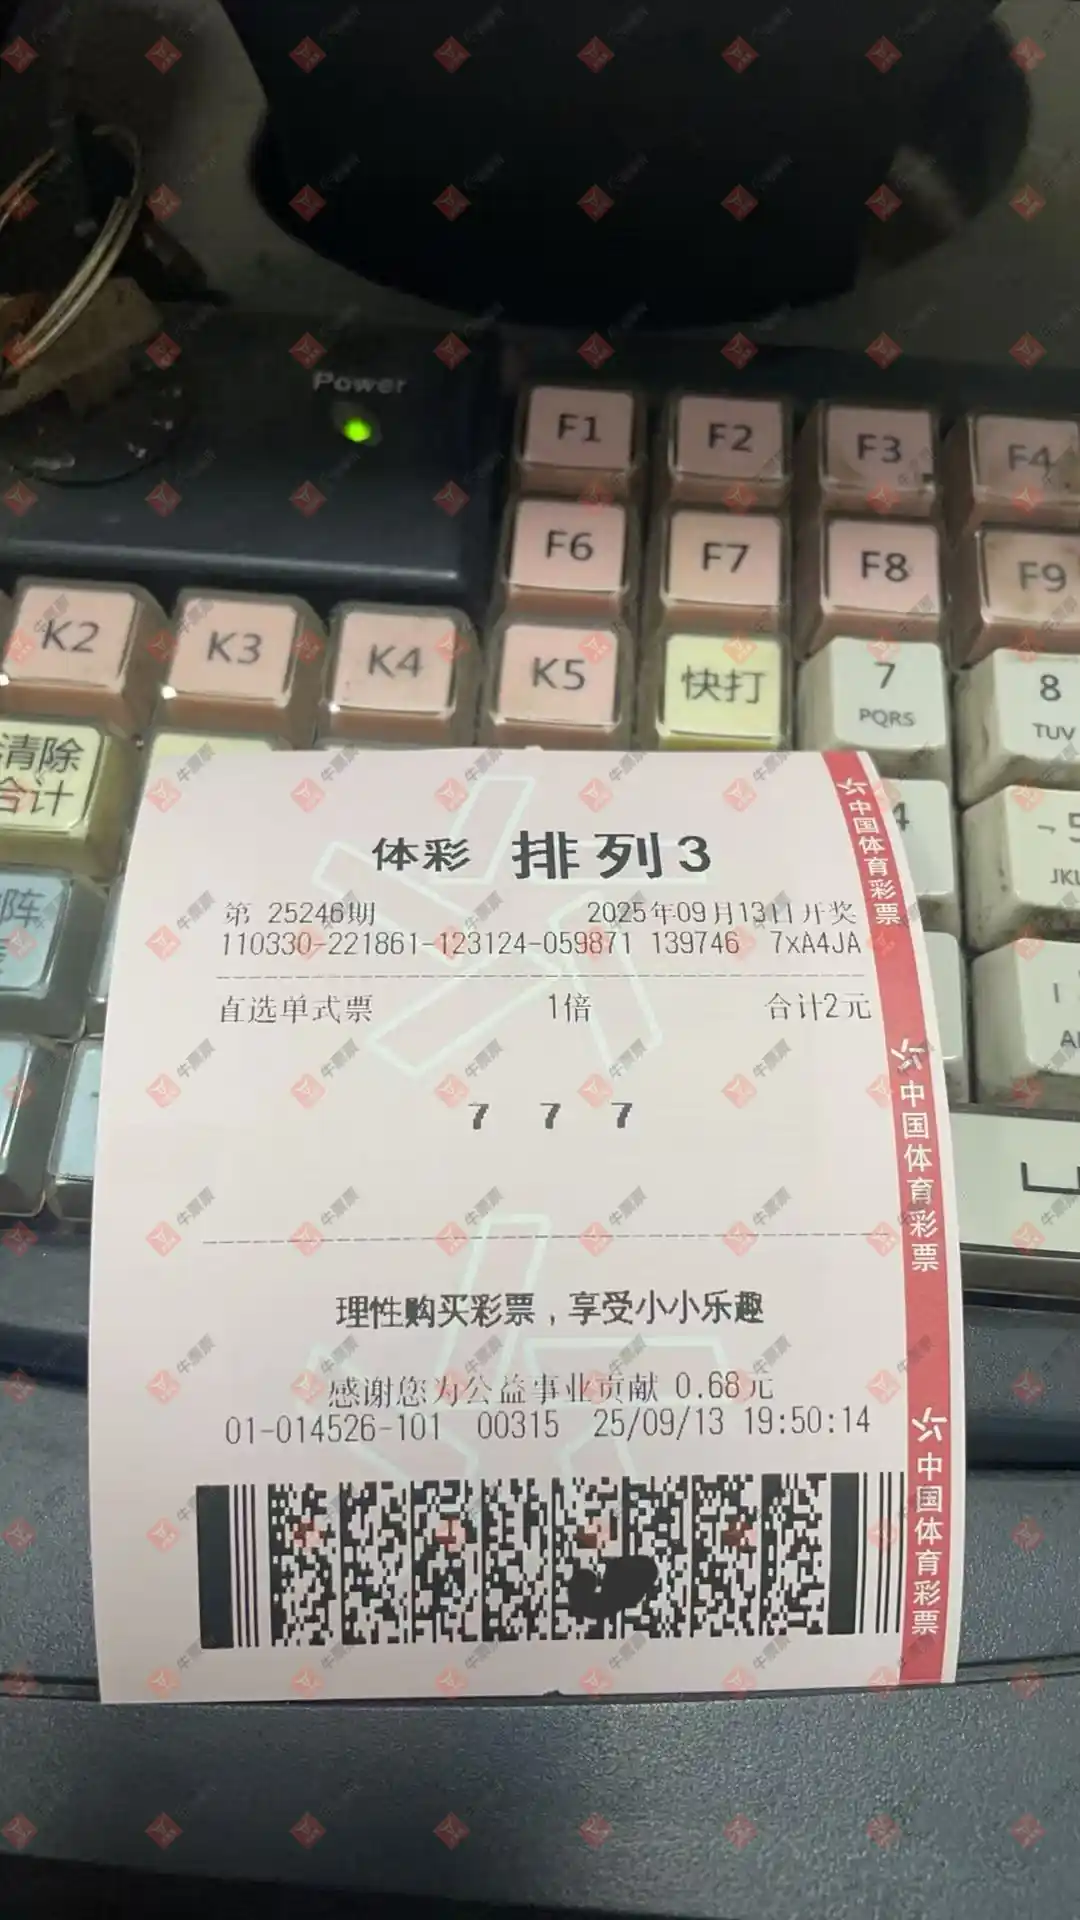 Power
F1 F2 F3 F4
F6 F7 F8 F9
K2 K3 K4 K5 快打 7 PQRS 8 TUV
清除
合计
体彩 排列3
第 25246期 2025年09月13日开奖
110330-221861-123124-059871 139746 7xA4JA
直选单式票 1倍 合计2元
7 7 7
理性购买彩票，享受小小乐趣
感谢您为公益事业贡献 0.68元
01-014526-101 00315 25/09/13 19:50:14
中国体育彩票
中国体育彩票
中国体育彩票
4
5
牛票票